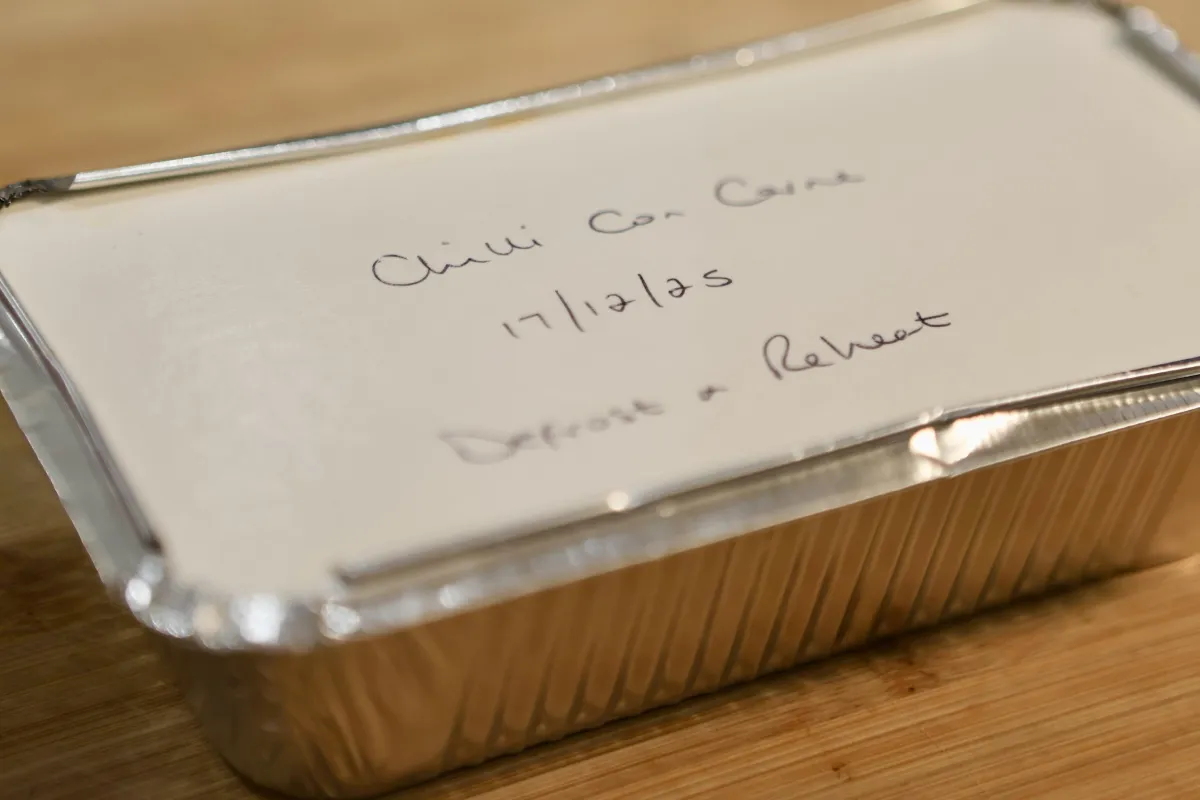 Chilli Con Carne
17/12/25
Defrost & Reheat